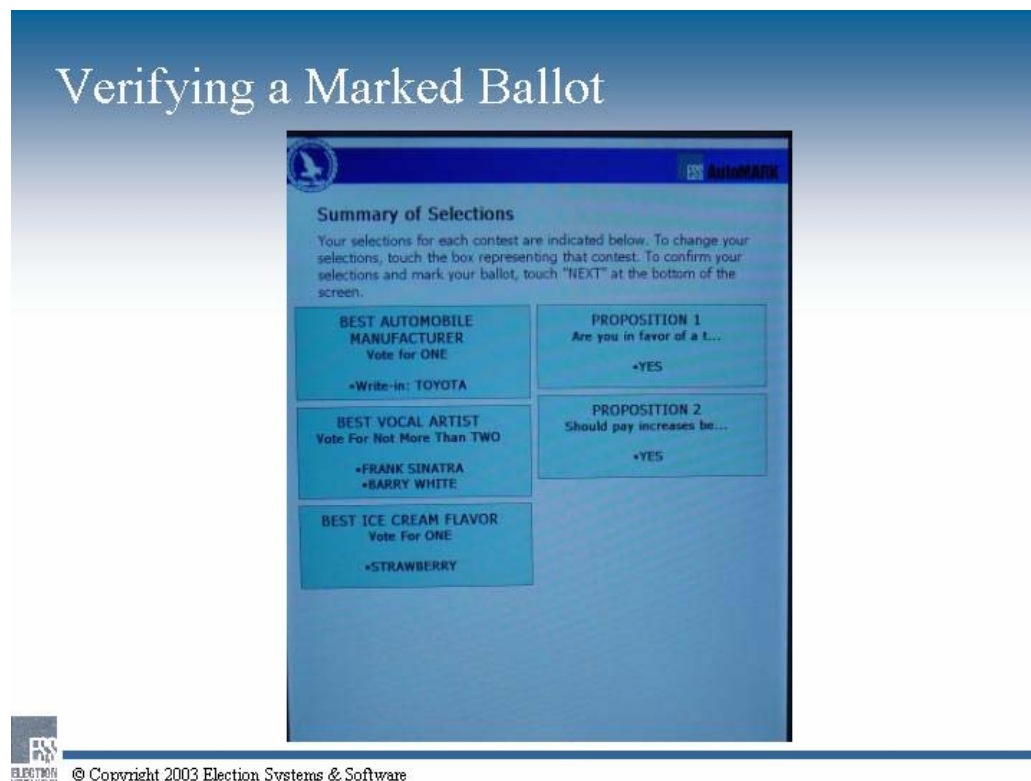 Verifying a Marked Ballot
ESS AutoMARK
Summary of Selections
Your selections for each contest are indicated below. To change your
selections, touch the box representing that contest. To confirm your
selections and mark your ballot, touch "NEXT" at the bottom of the
screen.
BEST AUTOMOBILE
MANUFACTURER
Vote for ONE
•Write-in: TOYOTA
BEST VOCAL ARTIST
Vote For Not More Than TWO
•FRANK SINATRA
•BARRY WHITE
BEST ICE CREAM FLAVOR
Vote For ONE
•STRAWBERRY
PROPOSITION 1
Are you in favor of a t...
•YES
PROPOSITION 2
Should pay increases be...
•YES
ESS
ELECTION
© Copyright 2003 Election Systems & Software